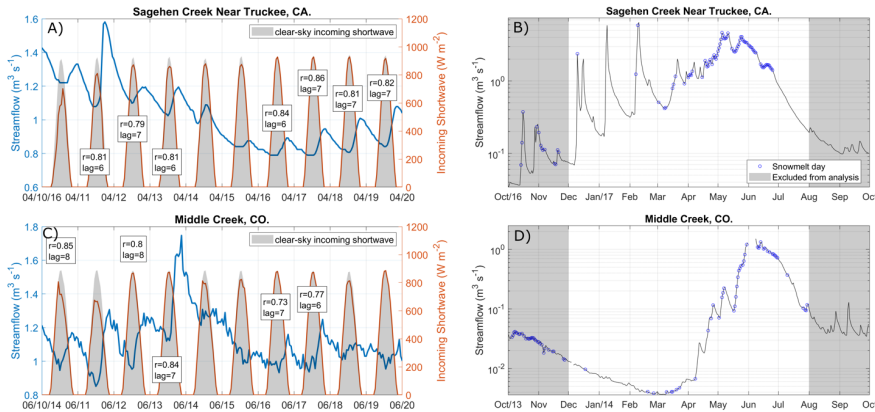 Sagehen Creek Near Truckee, CA.
A)
clear-sky incoming shortwave
Streamflow (m³ s⁻¹)
Incoming Shortwave (W m⁻²)
1.6
1.4
1.2
1
0.8
0.6
1200
1000
800
600
400
200
0
r=0.81
lag=6
r=0.79
lag=7
r=0.81
lag=6
r=0.84
lag=6
r=0.86
lag=7
r=0.81
lag=7
r=0.82
lag=7
04/10/16 04/11 04/12 04/13 04/14 04/15 04/16 04/17 04/18 04/19 04/20
Sagehen Creek Near Truckee, CA.
B)
Streamflow (m³ s⁻¹)
10⁰
10⁻¹
Snowmelt day
Excluded from analysis
Oct/16 Nov Dec Jan/17 Feb Mar Apr May Jun Jul Aug Sep Oct
Middle Creek, CO.
C)
clear-sky incoming shortwave
Streamflow (m³ s⁻¹)
Incoming Shortwave (W m⁻²)
1.8
1.6
1.4
1.2
1
0.8
1200
1000
800
600
400
200
0
r=0.85
lag=8
r=0.8
lag=8
r=0.84
lag=7
r=0.73
lag=7
r=0.77
lag=6
06/10/14 06/11 06/12 06/13 06/14 06/15 06/16 06/17 06/18 06/19 06/20
Middle Creek, CO.
D)
Streamflow (m³ s⁻¹)
10⁰
10⁻¹
10⁻²
Oct/13 Nov Dec Jan/14 Feb Mar Apr May Jun Jul Aug Sep Oct